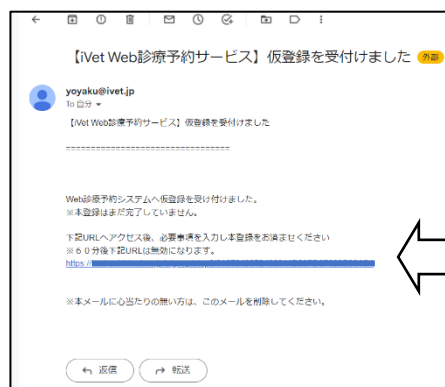 【iVet Web診療予約サービス】仮登録を受付けました 外部
yoyaku@ivet.jp
To 自分
【iVet Web診療予約サービス】仮登録を受付けました
=================================
Web診療予約システムへ仮登録を受け付けました。
※本登録はまだ完了していません。
下記URLへアクセス後、必要事項を入力し本登録をお済ませください
※６０分後下記URLは無効になります。
https://
※本メールに心当たりの無い方は、このメールを削除してください。
返信 転送